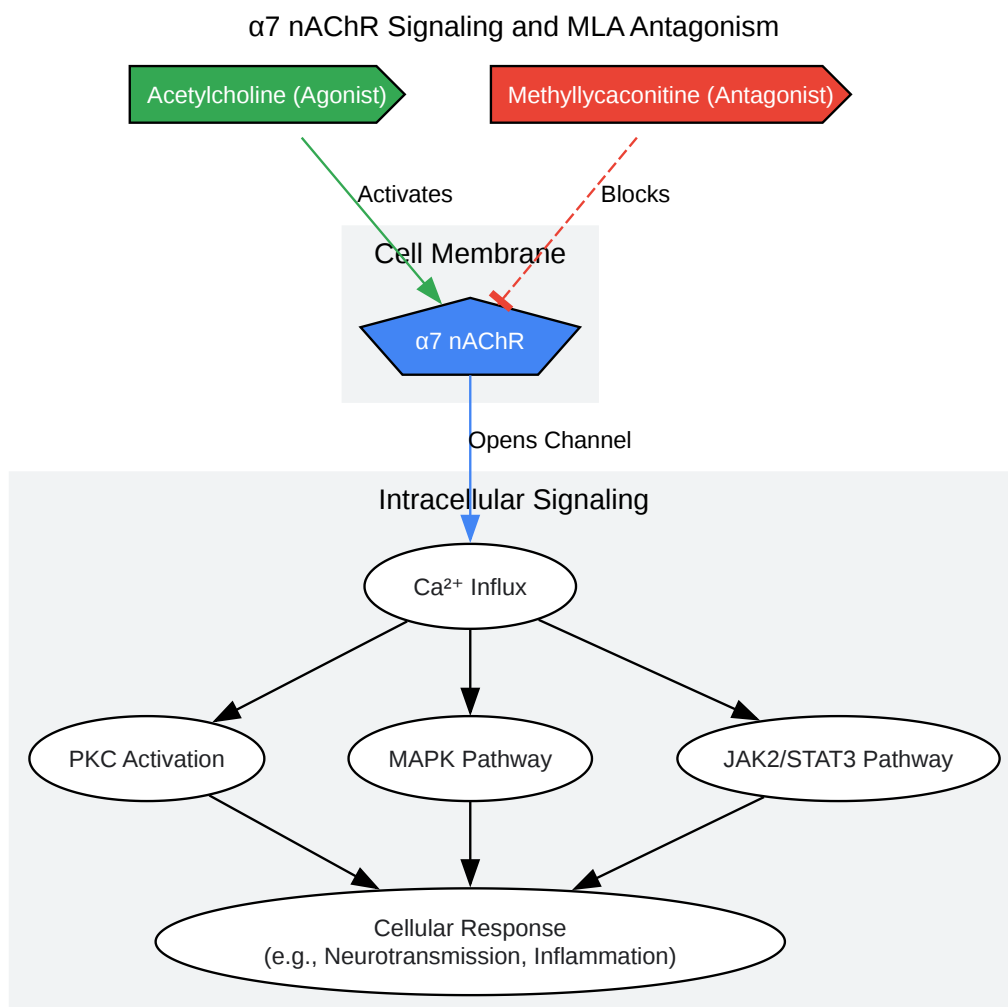 α7 nAChR Signaling and MLA Antagonism
Acetylcholine (Agonist)
Methyllycaconitine (Antagonist)
Activates
Blocks
Cell Membrane
α7 nAChR
Opens Channel
Intracellular Signaling
Ca²⁺ Influx
PKC Activation
MAPK Pathway
JAK2/STAT3 Pathway
Cellular Response
(e.g., Neurotransmission, Inflammation)